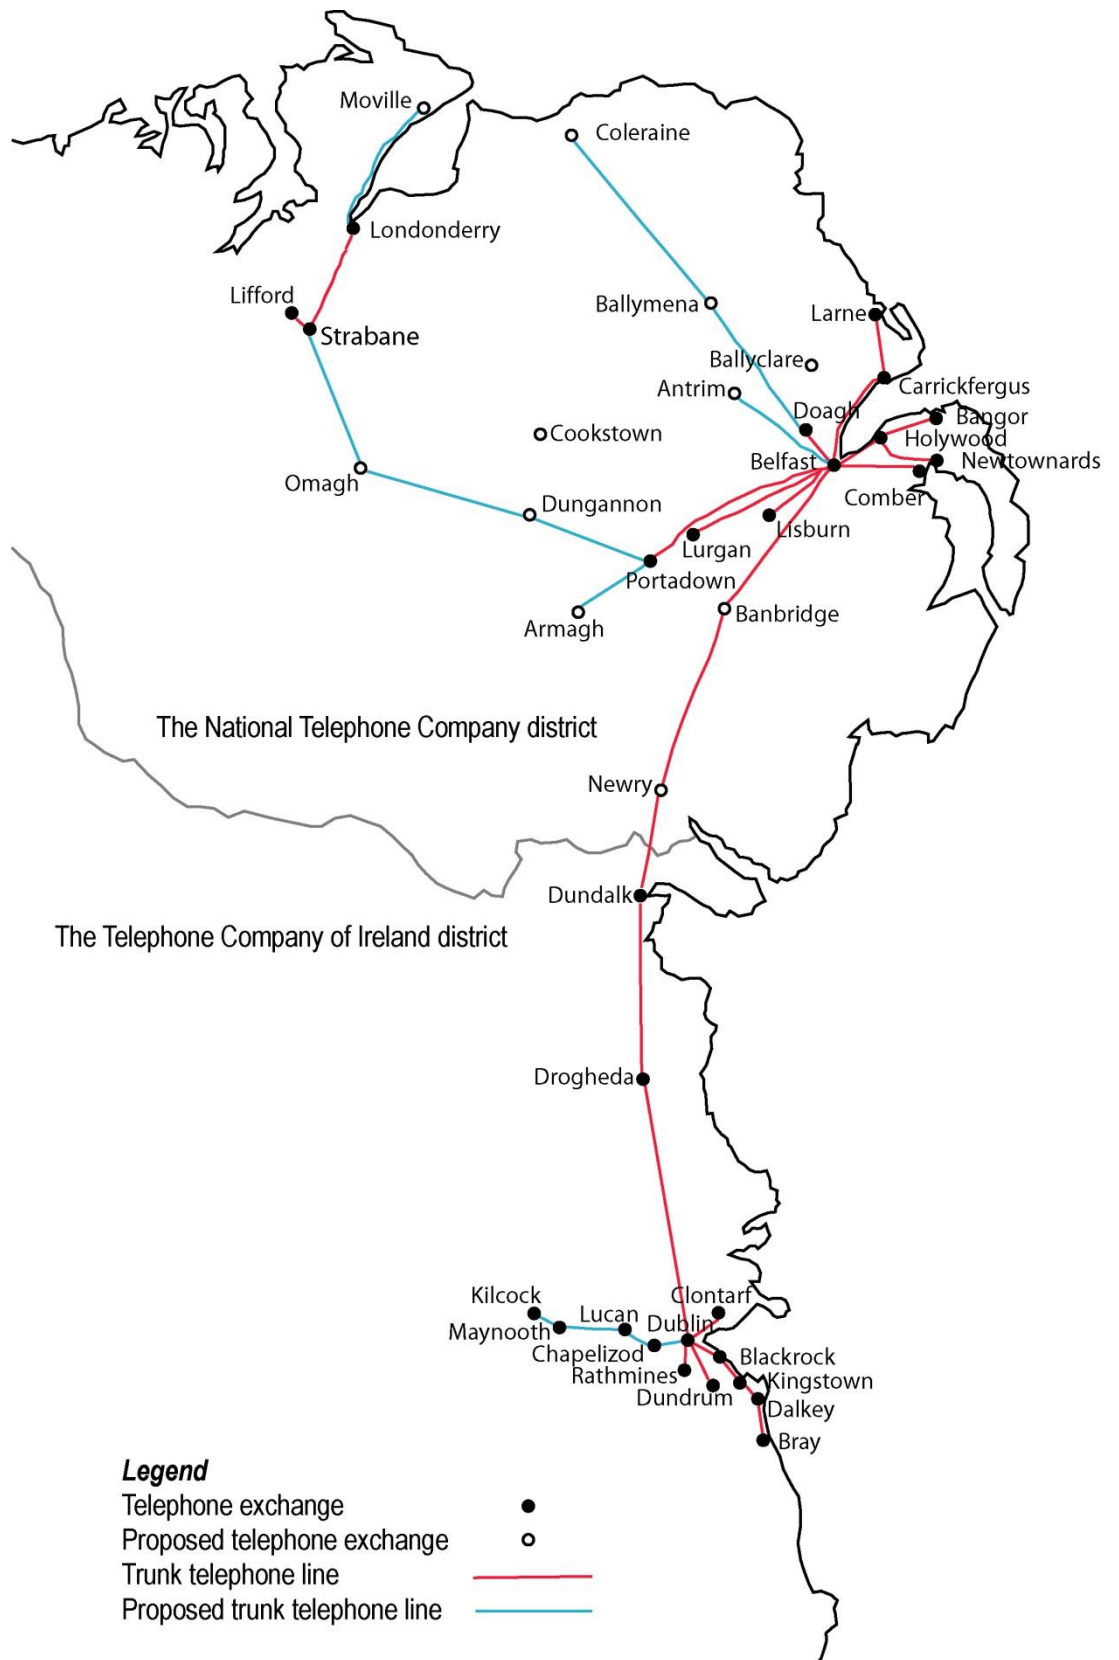 Moville
Coleraine
Londonderry
Lifford
Strabane
Ballymena
Larne
Ballyclare
Antrim
Carrickfergus
Doagh
Bangor
Holywood
Cookstown
Belfast
Newtownards
Omagh
Comber
Dungannon
Lisburn
Lurgan
Portadown
Armagh
Banbridge
The National Telephone Company district
Newry
Dundalk
The Telephone Company of Ireland district
Drogheda
Kilcock
Clontarf
Lucan
Dublin
Maynooth
Chapelizod
Blackrock
Rathmines
Kingstown
Dundrum
Dalkey
Bray
Legend
Telephone exchange
Proposed telephone exchange
Trunk telephone line
Proposed trunk telephone line